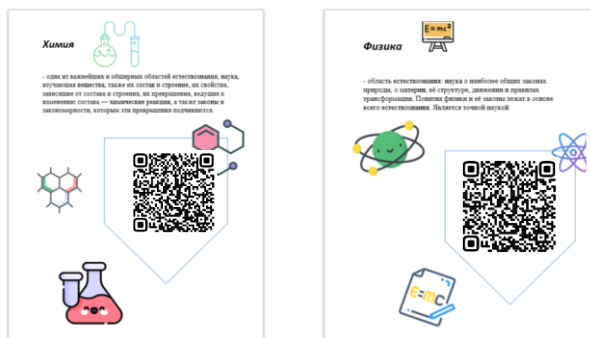 Химия
- одна из важнейших и обширных областей естествознания, наука,
изучающая вещества, также их состав и строение, их свойства,
зависящие от состава и строения, их превращения, ведущие к
изменению состава — химические реакции, а также законы и
закономерности, которым эти превращения подчиняются.
E=mc²
Физика
- область естествознания: наука о наиболее общих законах
природы, о материи, её структуре, движении и правилах
трансформации. Понятия физики и её законы лежат в основе
всего естествознания. Является точной наукой.
E=mc